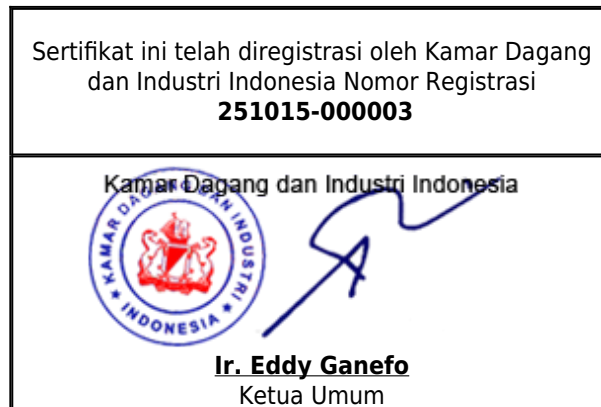 Sertifikat ini telah diregistrasi oleh Kamar Dagang
dan Industri Indonesia Nomor Registrasi
251015-000003
Kamar Dagang dan Industri Indonesia
KAMAR DAGANG DAN INDUSTRI
★ INDONESIA ★
Ir. Eddy Ganefo
Ketua Umum